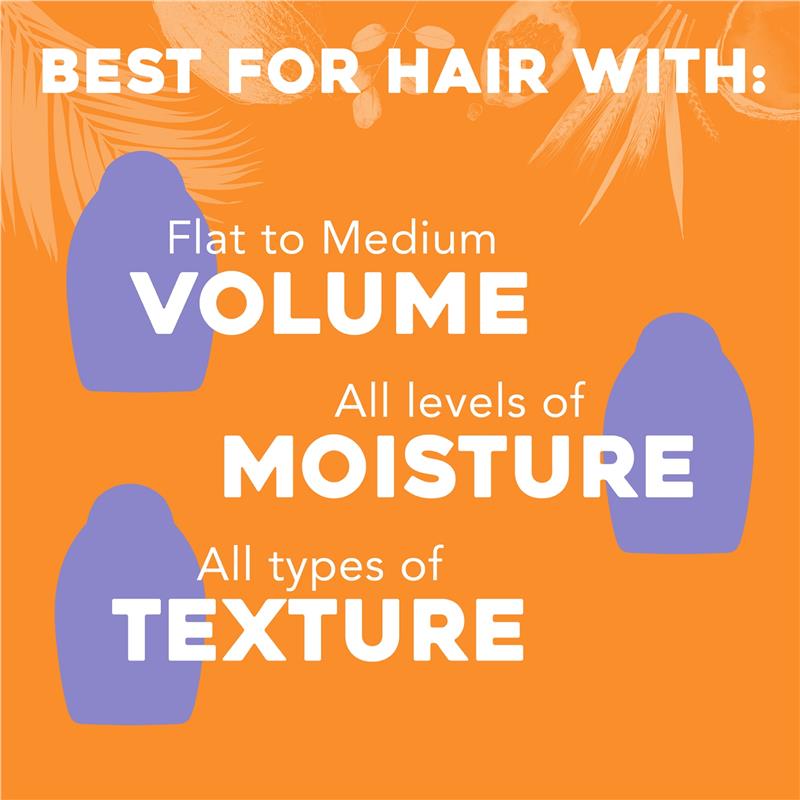 BEST FOR HAIR WITH:
Flat to Medium
VOLUME
All levels of
MOISTURE
All types of
TEXTURE